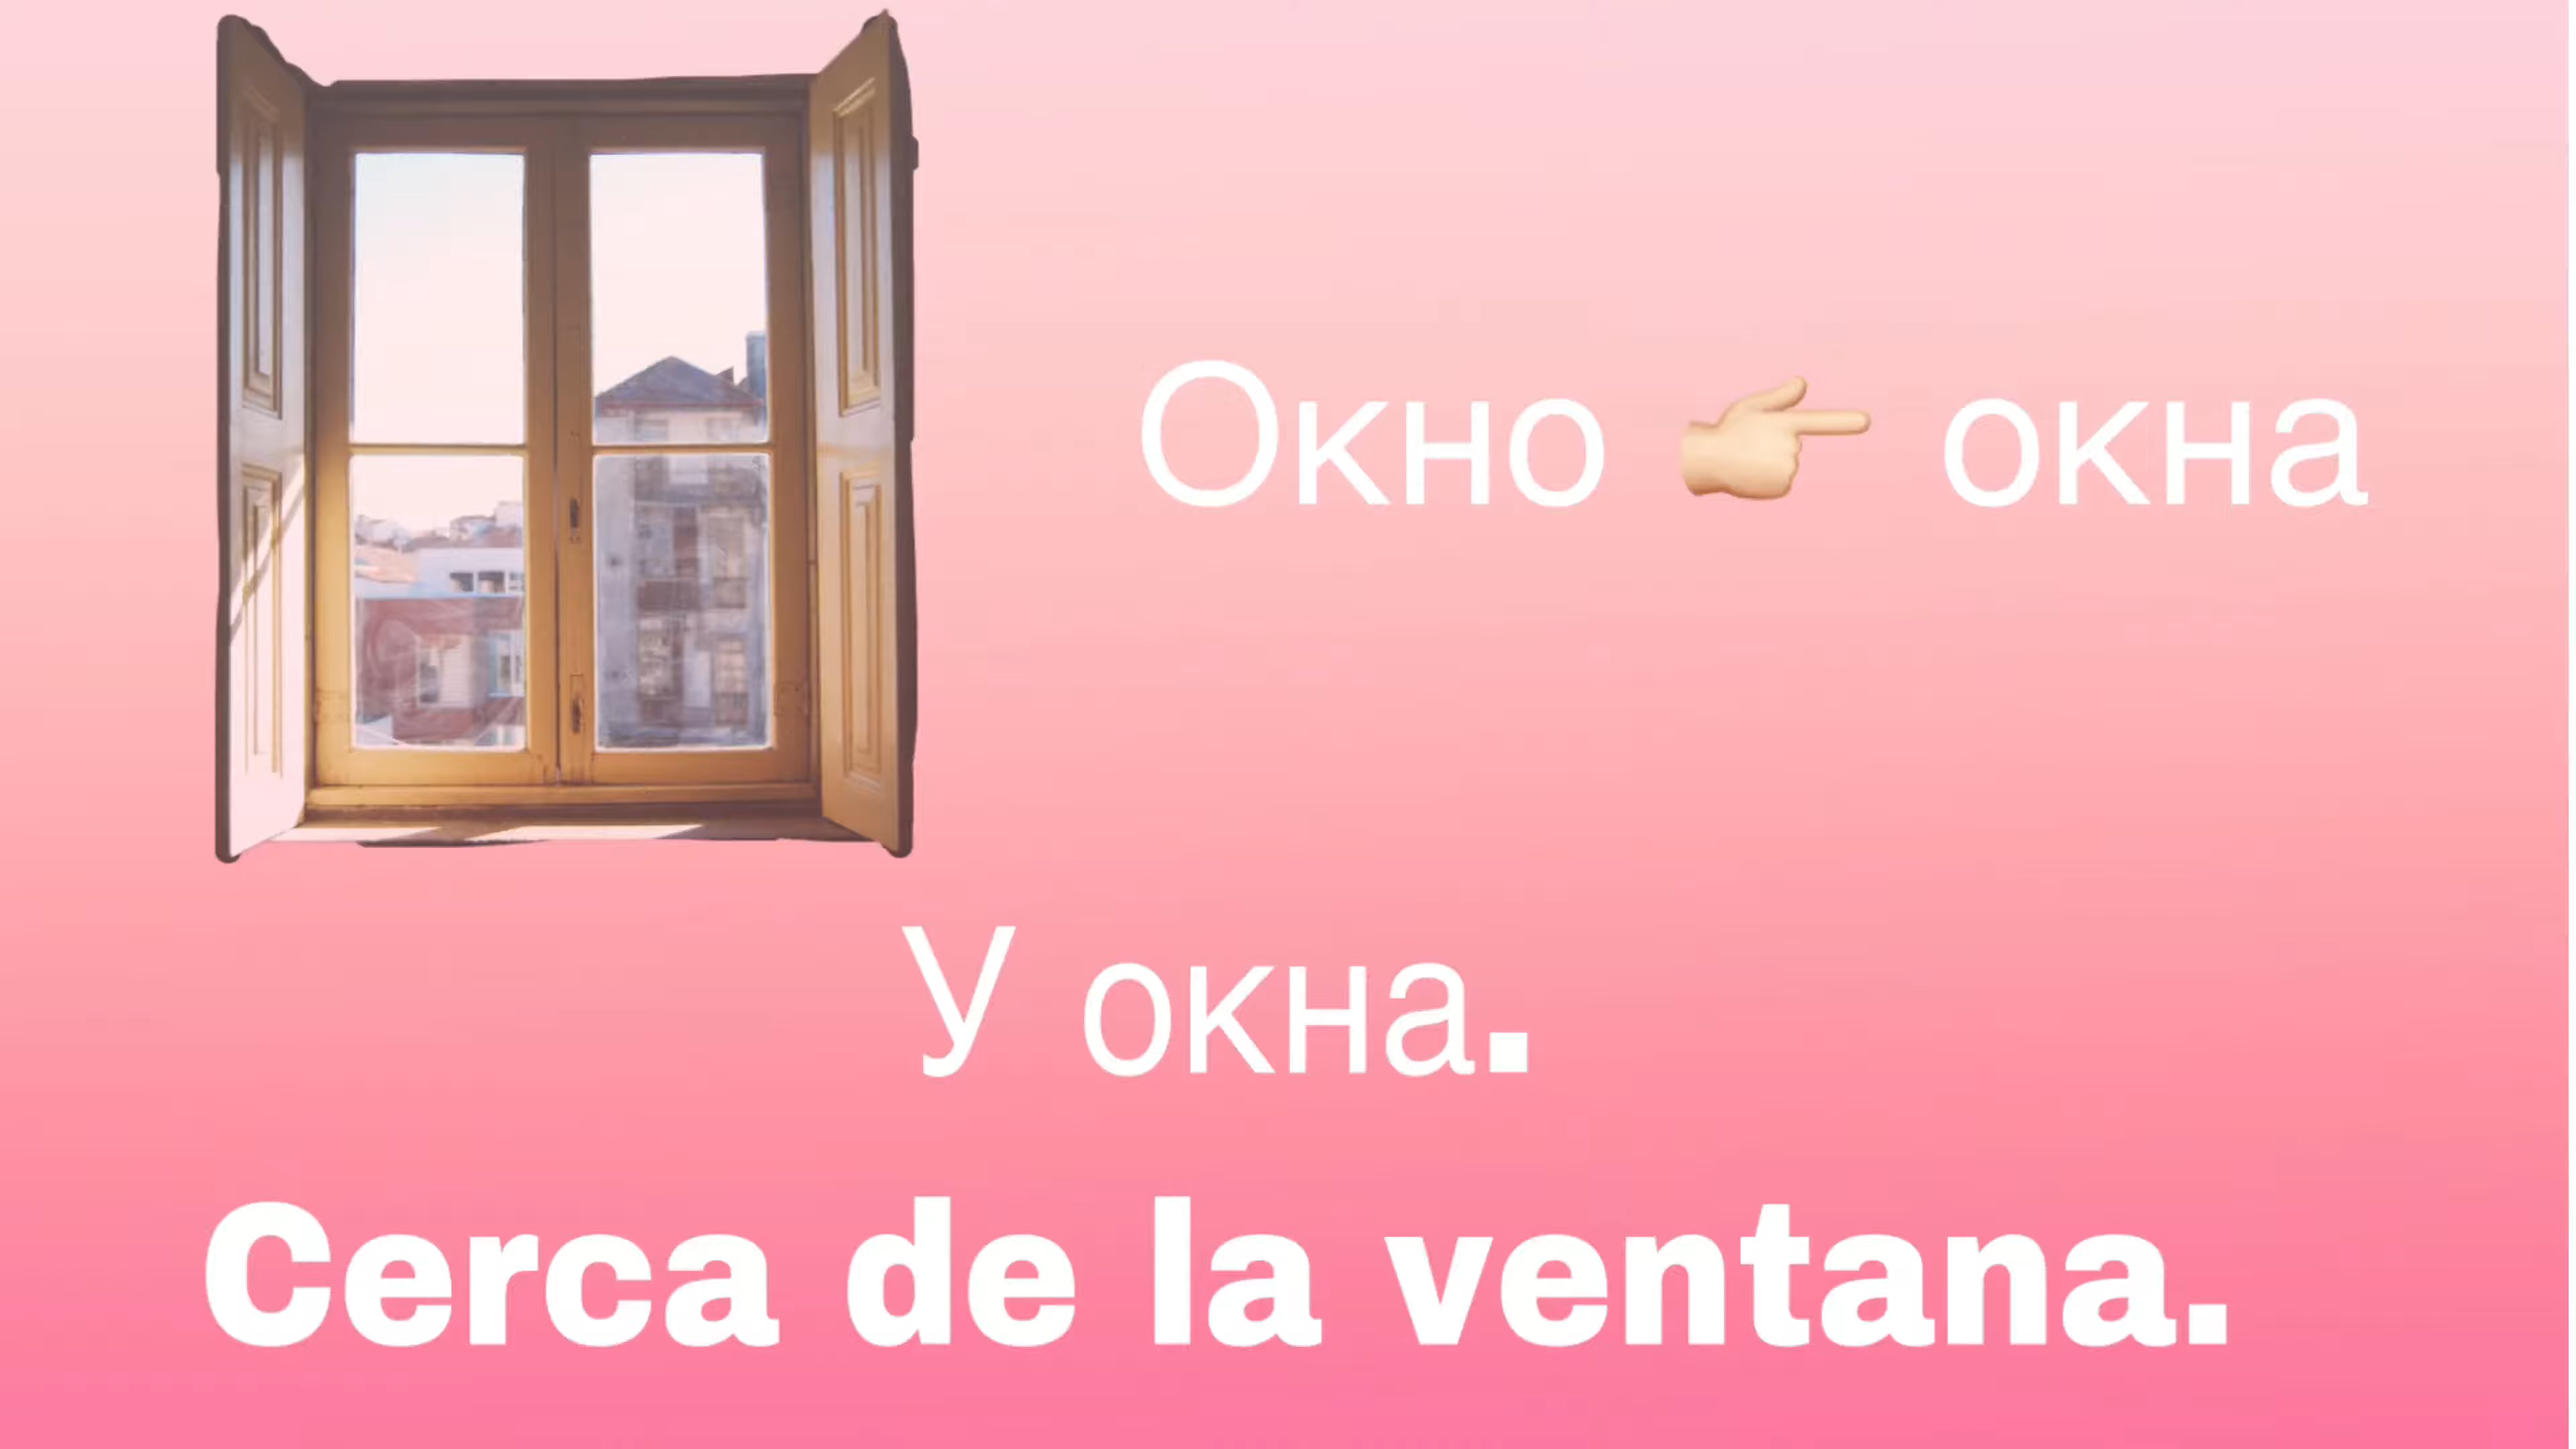 Окно 👉🏼 окна
У окна.
Cerca de la ventana.